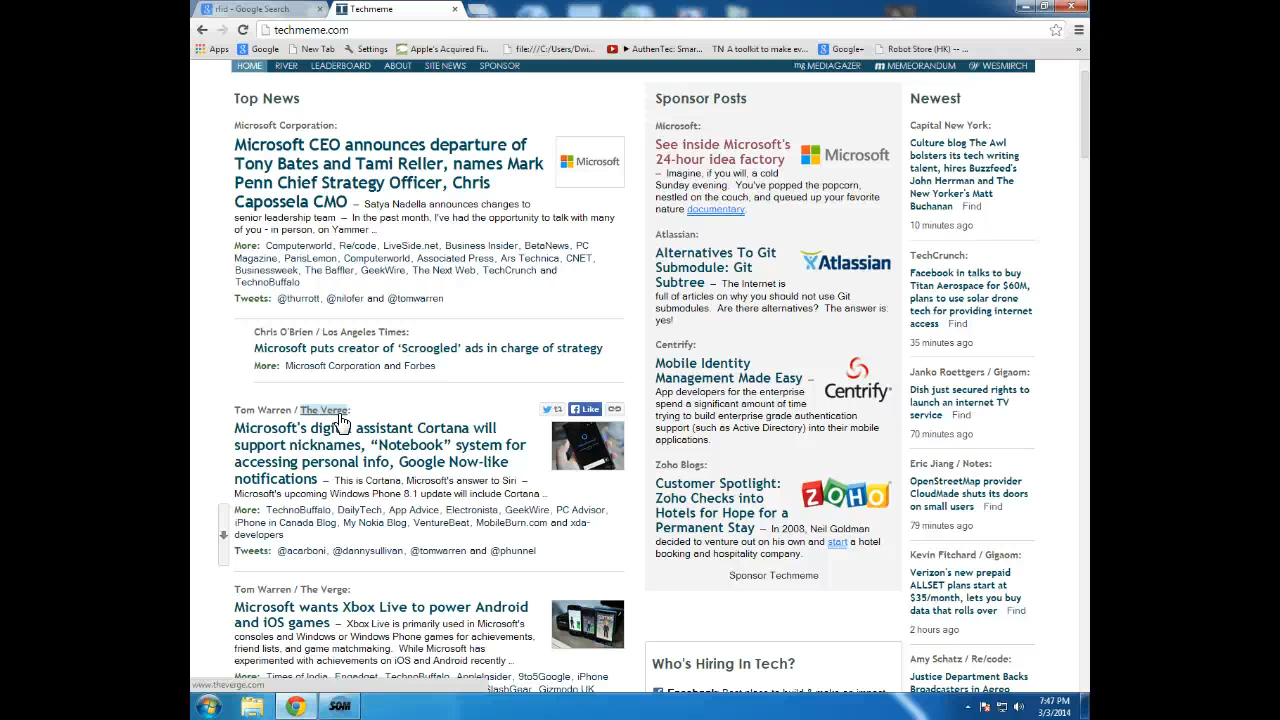 rfid - Google Search
Techmeme
techmeme.com
Apps
Google
New Tab
Settings
Apple's Acquired Fi...
file:///C:/Users/Dwi...
AuthenTec: Smar...
TN A toolkit to make ev...
Google+
Robot Store (HK) -- ...
»
HOME RIVER LEADERBOARD ABOUT SITE NEWS SPONSOR
mg MEDIAGAZER m MEMEORANDUM W WESMIRCH
Top News
Microsoft Corporation:
Microsoft CEO announces departure of
Tony Bates and Tami Reller, names Mark
Penn Chief Strategy Officer, Chris
Capossela CMO — Satya Nadella announces changes to
senior leadership team — In the past month, I've had the opportunity to talk with many
of you - in person, on Yammer ...
Microsoft
More: Computerworld, Re/code, LiveSide.net, Business Insider, BetaNews, PC
Magazine, ParisLemon, Computerworld, Associated Press, Ars Technica, CNET,
Businessweek, The Baffler, GeekWire, The Next Web, TechCrunch and
TechnoBuffalo
Tweets: @thurrott, @nilofer and @tomwarren
Chris O'Brien / Los Angeles Times:
Microsoft puts creator of ‘Scroogled’ ads in charge of strategy
More: Microsoft Corporation and Forbes
Tom Warren / The Verge:
Like
Microsoft's digital assistant Cortana will
support nicknames, “Notebook” system for
accessing personal info, Google Now-like
notifications — This is Cortana, Microsoft's answer to Siri —
Microsoft's upcoming Windows Phone 8.1 update will include Cortana ...
More: TechnoBuffalo, DailyTech, App Advice, Electronista, GeekWire, PC Advisor,
iPhone in Canada Blog, My Nokia Blog, VentureBeat, MobileBurn.com and xda-
developers
Tweets: @acarboni, @dannysullivan, @tomwarren and @phunnel
Tom Warren / The Verge:
Microsoft wants Xbox Live to power Android
and iOS games — Xbox Live is primarily used in Microsoft's
consoles and Windows or Windows Phone games for achievements,
friend lists, and game matchmaking. While Microsoft has
experimented with achievements on iOS and Android recently ...
More: Times of India, Engadget, TechnoBuffalo, AppleInsider, 9to5Google, iPhone
SlashGear, Gizmodo UK
www.theverge.com
Sponsor Posts
Microsoft:
See inside Microsoft's
24-hour idea factory
— Imagine, if you will, a cold
Sunday evening. You've popped the popcorn,
nestled on the couch, and queued up your favorite
nature documentary.
Microsoft
Atlassian:
Alternatives To Git
Submodule: Git
Subtree — The Internet is
full of articles on why you should not use Git
submodules. Are there alternatives? The answer is:
yes!
Atlassian
Centrify:
Mobile Identity
Management Made Easy —
App developers for the enterprise
spend a significant amount of time
trying to build enterprise grade authentication
support (such as Active Directory) into their mobile
applications.
Centrify
Zoho Blogs:
Customer Spotlight:
Zoho Checks into
Hotels for Hope for a
Permanent Stay — In 2008, Neil Goldman
decided to venture out on his own and start a hotel
booking and hospitality company.
ZOHO
Sponsor Techmeme
Who's Hiring In Tech?
Newest
Capital New York:
Culture blog The Awl
bolsters its tech writing
talent, hires Buzzfeed's
John Herrman and The
New Yorker's Matt
Buchanan Find
10 minutes ago
TechCrunch:
Facebook in talks to buy
Titan Aerospace for $60M,
plans to use solar drone
tech for providing internet
access Find
35 minutes ago
Janko Roettgers / Gigaom:
Dish just secured rights to
launch an internet TV
service Find
70 minutes ago
Eric Jiang / Notes:
OpenStreetMap provider
CloudMade shuts its doors
on small users Find
79 minutes ago
Kevin Fitchard / Gigaom:
Verizon's new prepaid
ALLSET plans start at
$35/month, lets you buy
data that rolls over Find
2 hours ago
Amy Schatz / Re/code:
Justice Department Backs
Broadcasters in Aereo
SOM
7:47 PM
3/3/2014